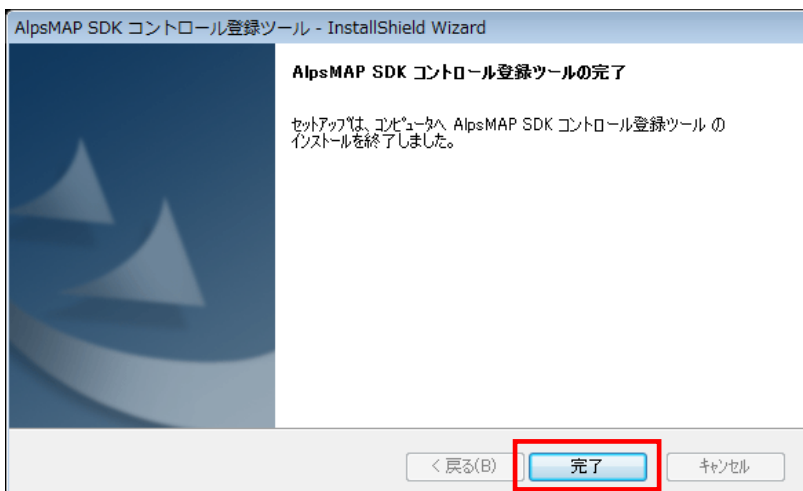 AlpsMAP SDK コントロール登録ツール - InstallShield Wizard
AlpsMAP SDK コントロール登録ツールの完了
セットアップは、コンピュータへ AlpsMAP SDK コントロール登録ツール の
インストールを終了しました。
< 戻る(B)
完了
キャンセル